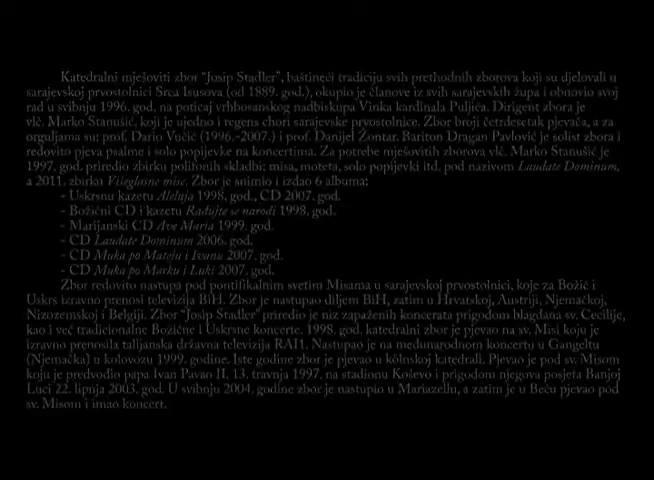 Katedralni mješoviti zbor "Josip Stadler", baštineći tradiciju svih prethodnih zborova koji su djelovali u
sarajevskoj prvostolnici Srca Isusova (od 1889. god.), okupio je članove iz svih sarajevskih župa i obnovio svoj
rad u svibnju 1996. god. na poticaj vrhbosanskog nadbiskupa Vinka kardinala Puljića. Dirigent zbora je
vlč. Marko Stanušić, koji je ujedno i regens chori sarajevske prvostolnice. Zbor broji četrdesetak pjevača, a za
orguljama su: prof. Dario Vučić (1996.-2007.) i prof. Danijel Žontar. Bariton Dragan Pavlović je solist zbora i
redovito pjeva psalme i solo popijevke na koncertima. Za potrebe mješovitih zborova vlč. Marko Stanušić je
1997. god. priredio zbirku polifonih skladbi: misa, moteta, solo popijevki itd. pod nazivom Laudate Dominum,
a 2011. zbirku Višeglasne mise. Zbor je snimio i izdao 6 albuma:
- Uskrsnu kazetu Aleluja 1998. god., CD 2007. god.
- Božićni CD i kazetu Radujte se narodi 1998. god.
- Marijanski CD Ave Maria 1999. god.
- CD Laudate Dominum 2006. god.
- CD Muka po Mateju i Ivanu 2007. god.
- CD Muka po Marku i Luki 2007. god.
Zbor redovito nastupa pod pontifikalnim svetim Misama u sarajevskoj prvostolnici, koje za Božić i
Uskrs izravno prenosi televizija BiH. Zbor je nastupao diljem BiH, zatim u Hrvatskoj, Austriji, Njemačkoj,
Nizozemskoj i Belgiji. Zbor "Josip Stadler" priredio je niz zapaženih koncerata prigodom blagdana sv. Cecilije,
kao i već tradicionalne Božićne i Uskrsne koncerte. 1998. god. katedralni zbor je pjevao na sv. Misi koju je
izravno prenosila talijanska državna televizija RAI1. Nastupao je na međunarodnom koncertu u Gangeltu
(Njemačka) u kolovozu 1999. godine. Iste godine zbor je pjevao u kölnskoj katedrali. Pjevao je pod sv. Misom
koju je predvodio papa Ivan Pavao II. 13. travnja 1997. na stadionu Koševo i prigodom njegova posjeta Banjoj
Luci 22. lipnja 2003. god. U svibnju 2004. godine zbor je nastupio u Mariazellu, a zatim je u Beču pjevao pod
sv. Misom i imao koncert.